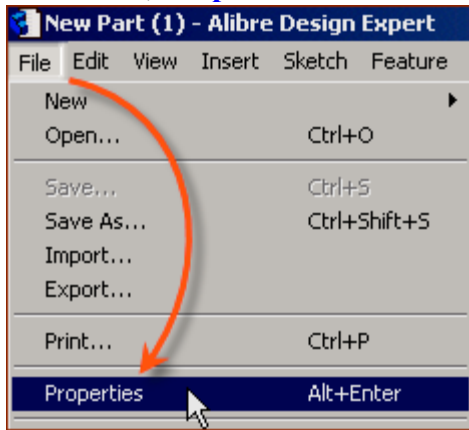 New Part (1) - Alibre Design Expert
File Edit View Insert Sketch Feature
New
Open... Ctrl+O
Save... Ctrl+S
Save As... Ctrl+Shift+S
Import...
Export...
Print... Ctrl+P
Properties Alt+Enter